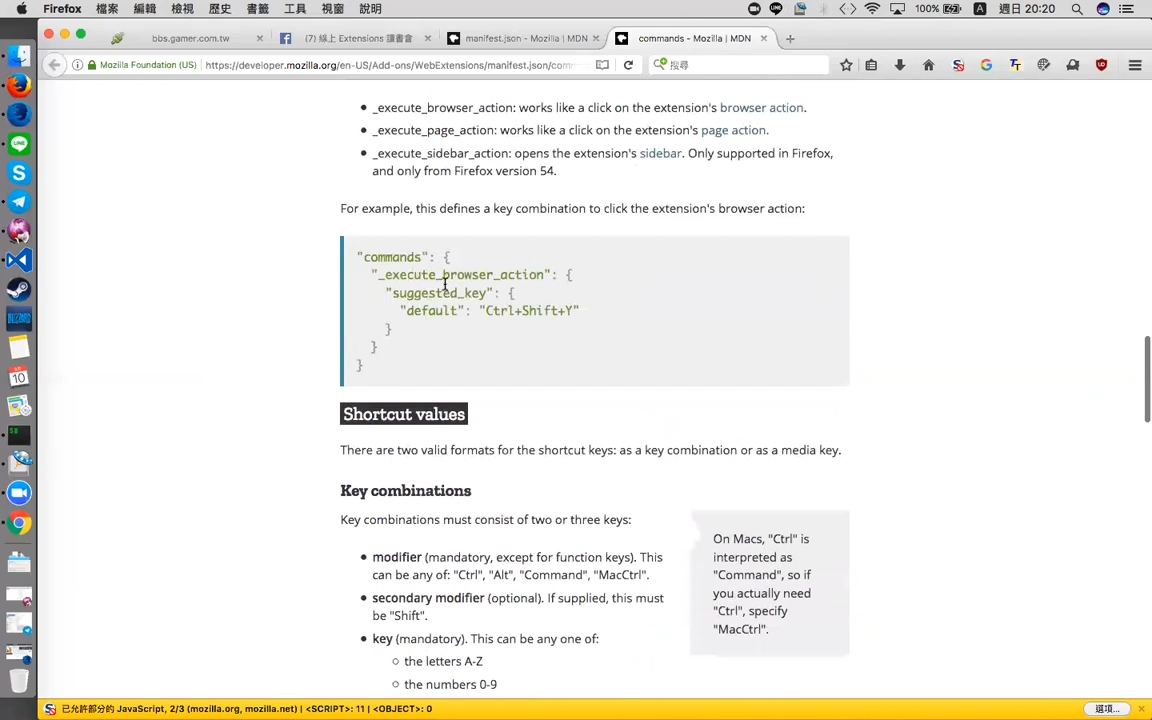 Firefox 檔案 編輯 檢視 歷史 書籤 工具 視窗 說明 100% 週日 20:20
bbs.gamer.com.tw
(7) 線上 Extensions 讀書會
manifest.json - Mozilla | MDN
commands - Mozilla | MDN
Mozilla Foundation (US) https://developer.mozilla.org/en-US/Add-ons/WebExtensions/manifest.json/com 搜尋
_execute_browser_action: works like a click on the extension's browser action.
_execute_page_action: works like a click on the extension's page action.
_execute_sidebar_action: opens the extension's sidebar. Only supported in Firefox,
and only from Firefox version 54.
For example, this defines a key combination to click the extension's browser action:
"commands": {
"_execute_browser_action": {
"suggested_key": {
"default": "Ctrl+Shift+Y"
}
}
}
Shortcut values
There are two valid formats for the shortcut keys: as a key combination or as a media key.
Key combinations
Key combinations must consist of two or three keys:
modifier (mandatory, except for function keys). This
can be any of: "Ctrl", "Alt", "Command", "MacCtrl".
secondary modifier (optional). If supplied, this must
be "Shift".
key (mandatory). This can be any one of:
the letters A-Z
the numbers 0-9
On Macs, "Ctrl" is
interpreted as
"Command", so if
you actually need
"Ctrl", specify
"MacCtrl".
已允許部分的 JavaScript, 2/3 (mozilla.org, mozilla.net) | <SCRIPT>: 11 | <OBJECT>: 0
選項...